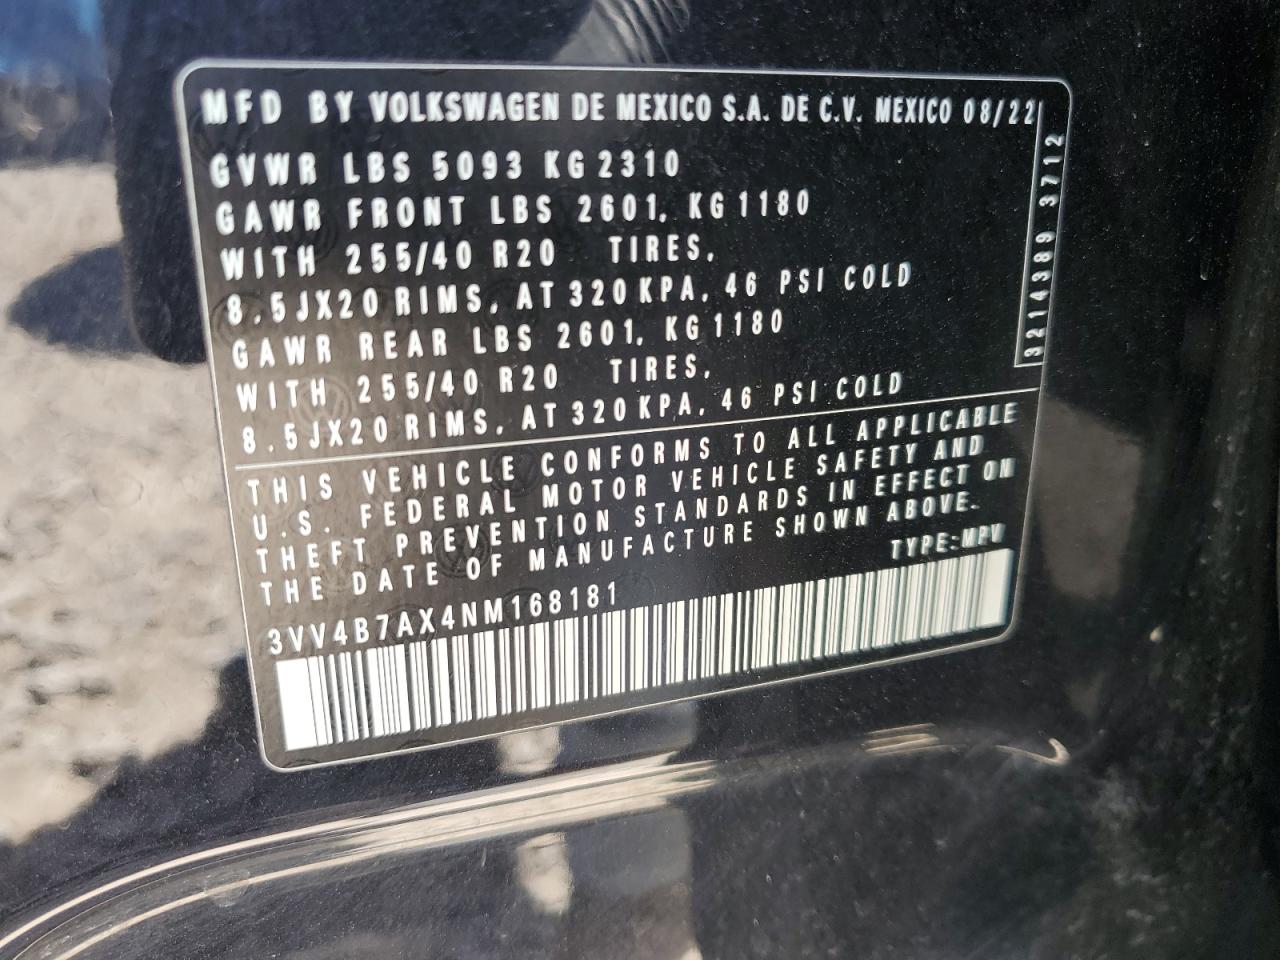 MFD BY VOLKSWAGEN DE MEXICO S.A. DE C.V. MEXICO 08/22
GVWR LBS 5093 KG 2310
GAWR FRONT LBS 2601, KG 1180
WITH 255/40 R20 TIRES,
8.5JX20 RIMS, AT 320 KPA, 46 PSI COLD
GAWR REAR LBS 2601, KG 1180
WITH 255/40 R20 TIRES,
8.5JX20 RIMS, AT 320 KPA, 46 PSI COLD
3214389 3712
THIS VEHICLE CONFORMS TO ALL APPLICABLE
U.S. FEDERAL MOTOR VEHICLE SAFETY AND
THEFT PREVENTION STANDARDS IN EFFECT ON
THE DATE OF MANUFACTURE SHOWN ABOVE.
TYPE:MPV
3VV4B7AX4NM168181